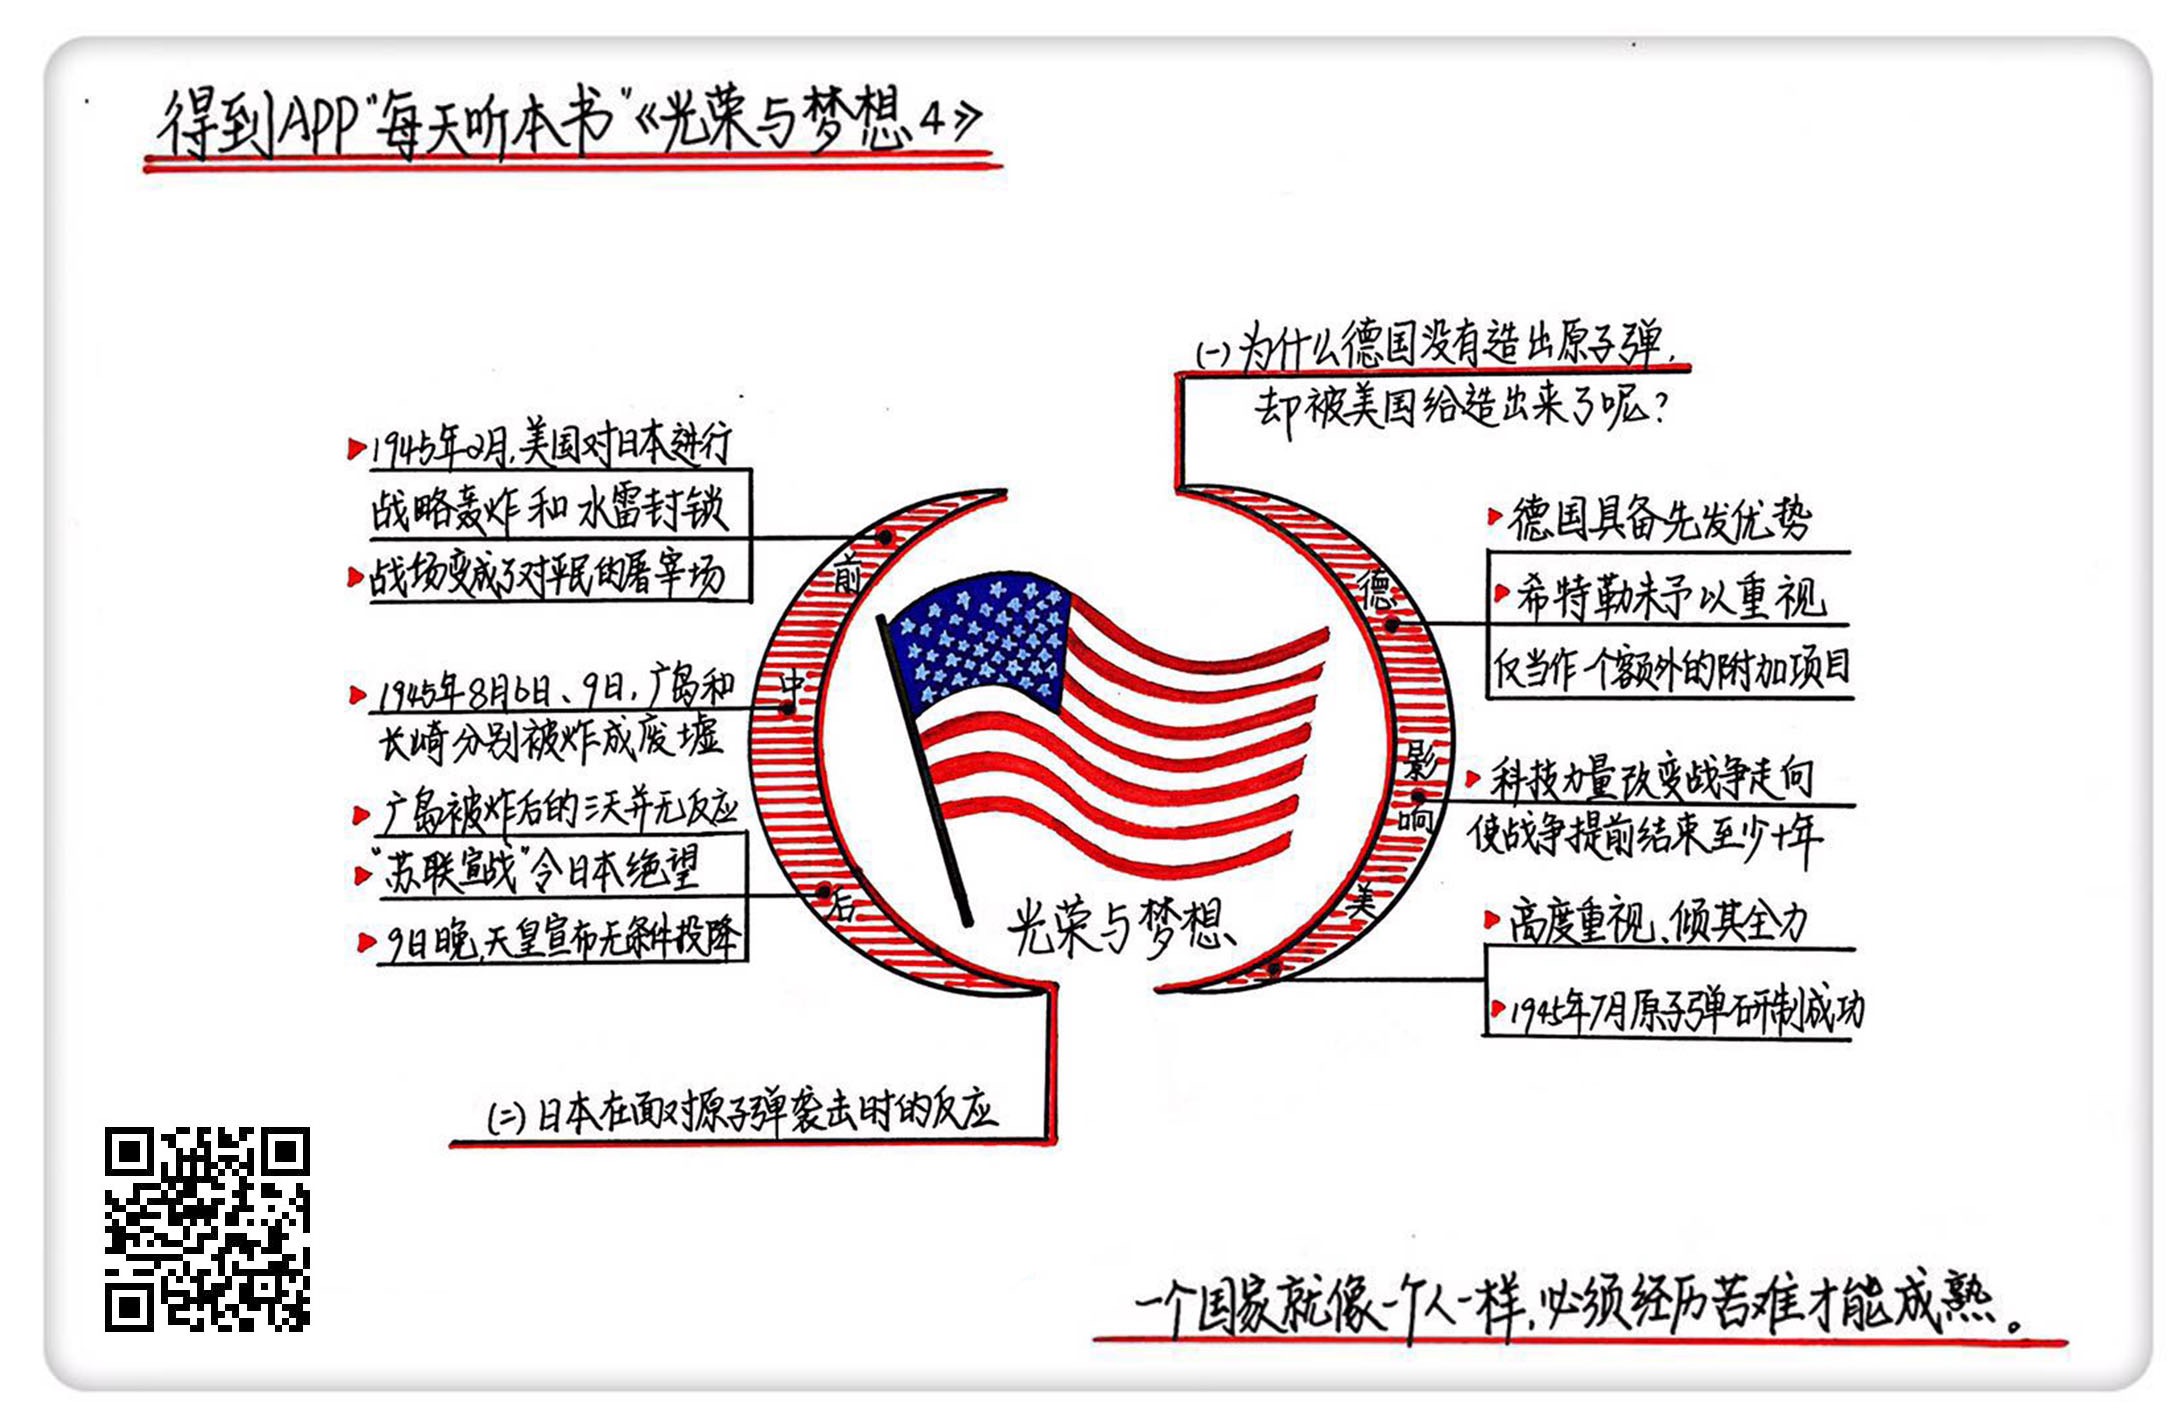 得到APP"每天听本书"《光荣与梦想4》
(一)为什么德国没有造出原子弹,
却被美国给造出来了呢?
德
德国具备先发优势
希特勒未予以重视
仅当作个额外的附加项目
影响
科技力量改变战争走向
使战争提前结束至少十年
美
高度重视、倾其全力
1945年7月原子弹研制成功
光荣与梦想
(二)日本在面对原子弹袭击时的反应
前
1945年2月,美国对日本进行
战略轰炸和水雷封锁
战场变成了对平民的屠宰场
中
1945年8月6日、9日,广岛和
长崎分别被炸成废墟
后
广岛被炸后的三天并无反应
"苏联宣战"令日本绝望
9日晚,天皇宣布无条件投降
一个国家就像一个人一样,必须经历苦难才能成熟。